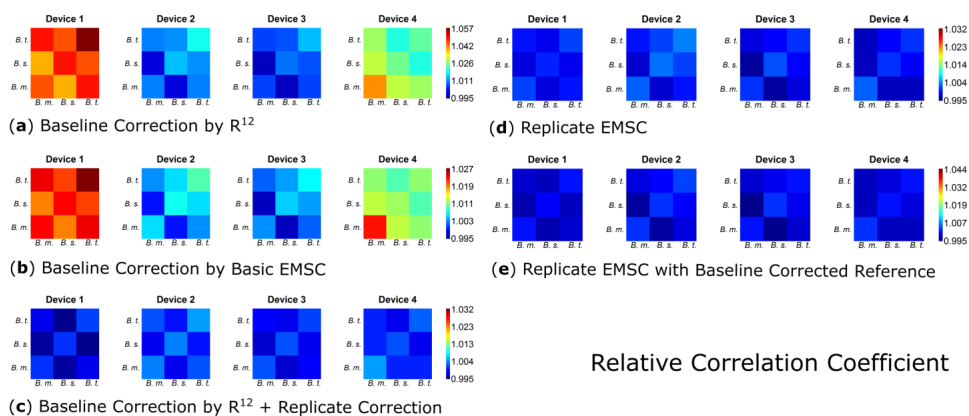 Device 1 Device 2 Device 3 Device 4
B. t. B. t. B. t. B. t. 1.057
1.042
B. s. B. s. B. s. B. s. 1.026
1.011
B. m. B. m. B. m. B. m. 0.995
B. m. B. s. B. t. B. m. B. s. B. t. B. m. B. s. B. t. B. m. B. s. B. t.
(a) Baseline Correction by R12
Device 1 Device 2 Device 3 Device 4
B. t. B. t. B. t. B. t. 1.027
1.019
B. s. B. s. B. s. B. s. 1.011
1.003
B. m. B. m. B. m. B. m. 0.995
B. m. B. s. B. t. B. m. B. s. B. t. B. m. B. s. B. t. B. m. B. s. B. t.
(b) Baseline Correction by Basic EMSC
Device 1 Device 2 Device 3 Device 4
B. t. B. t. B. t. B. t. 1.032
1.023
B. s. B. s. B. s. B. s. 1.013
1.004
B. m. B. m. B. m. B. m. 0.995
B. m. B. s. B. t. B. m. B. s. B. t. B. m. B. s. B. t. B. m. B. s. B. t.
(c) Baseline Correction by R12 + Replicate Correction
Device 1 Device 2 Device 3 Device 4
B. t. B. t. B. t. B. t. 1.032
1.023
B. s. B. s. B. s. B. s. 1.014
1.004
B. m. B. m. B. m. B. m. 0.995
B. m. B. s. B. t. B. m. B. s. B. t. B. m. B. s. B. t. B. m. B. s. B. t.
(d) Replicate EMSC
Device 1 Device 2 Device 3 Device 4
B. t. B. t. B. t. B. t. 1.044
1.032
B. s. B. s. B. s. B. s. 1.019
1.007
B. m. B. m. B. m. B. m. 0.995
B. m. B. s. B. t. B. m. B. s. B. t. B. m. B. s. B. t. B. m. B. s. B. t.
(e) Replicate EMSC with Baseline Corrected Reference
Relative Correlation Coefficient